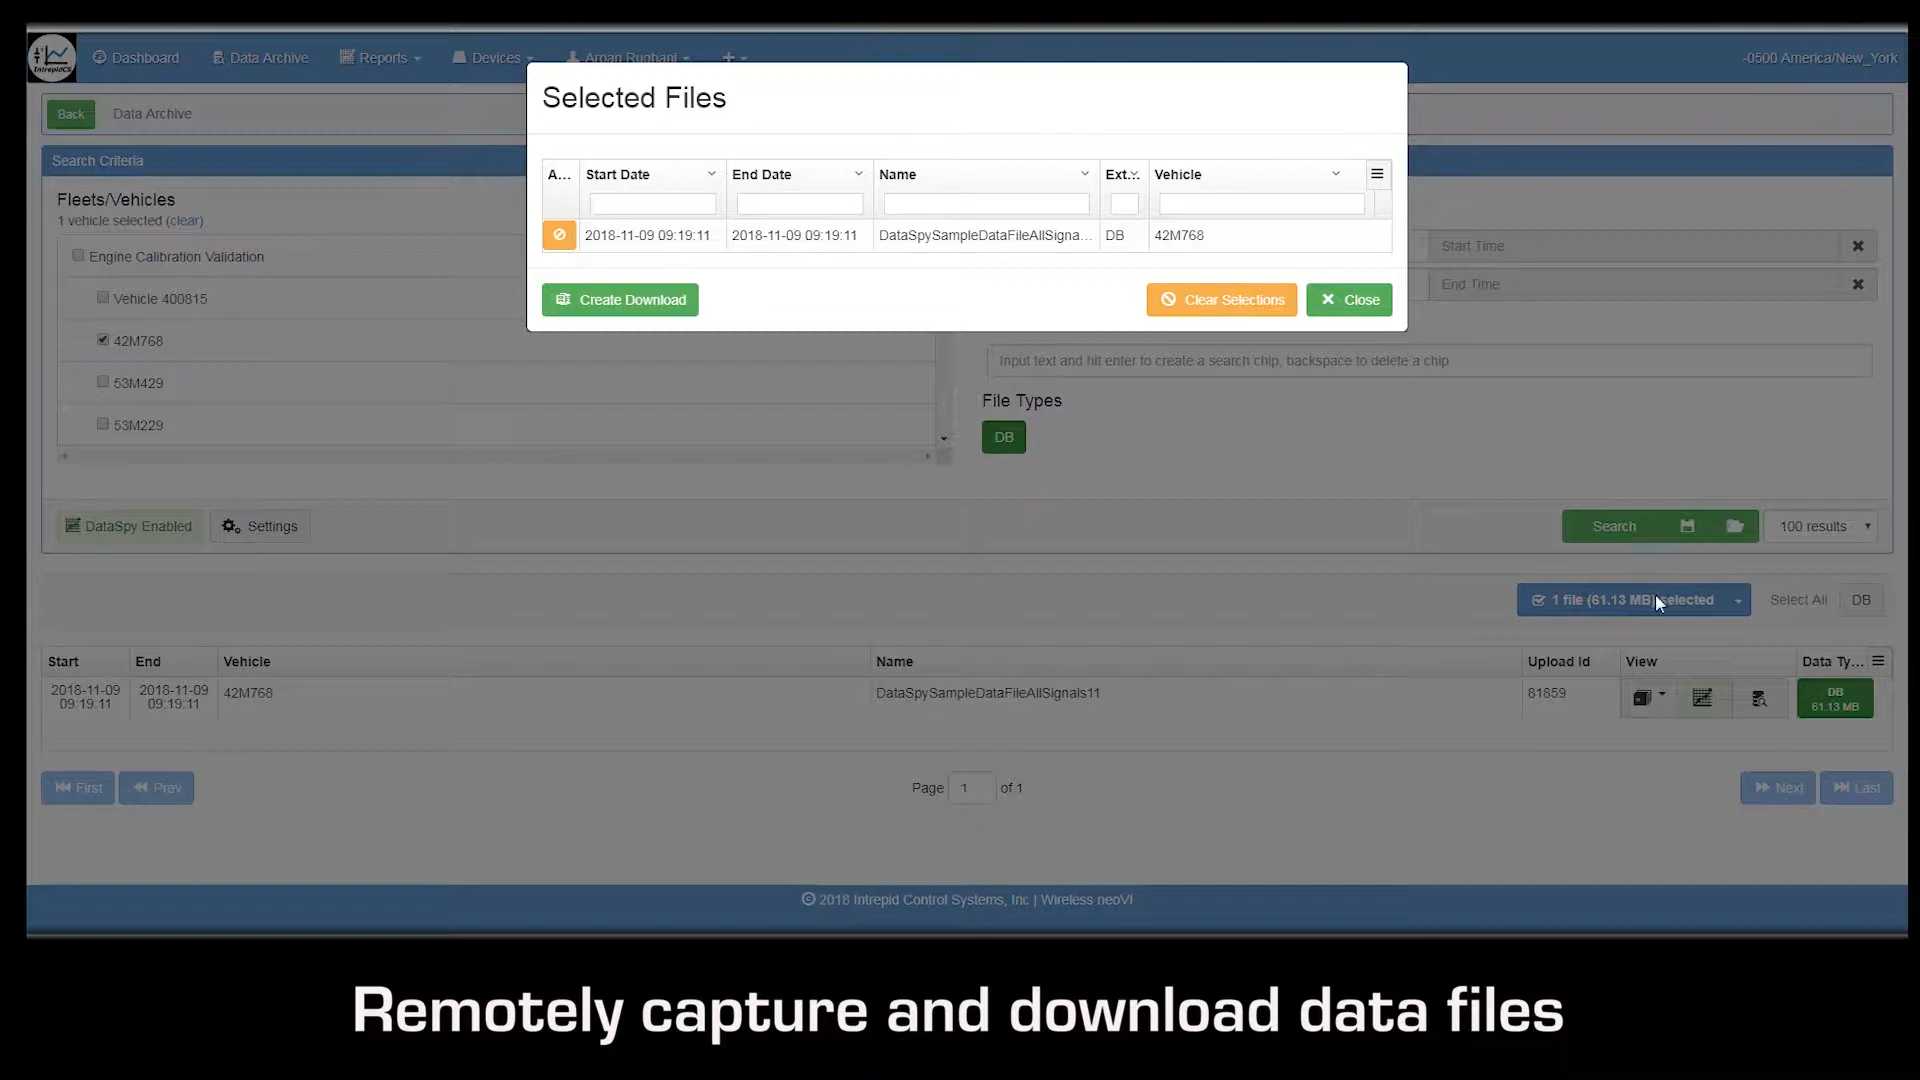 IntrepidCS
Dashboard
Data Archive
Reports
Devices
Arpan Rughani
-0500 America/New_York
Back
Data Archive
Selected Files
A...
Start Date
End Date
Name
Ext...
Vehicle
2018-11-09 09:19:11
2018-11-09 09:19:11
DataSpySampleDataFileAllSigna...
DB
42M768
Create Download
Clear Selections
Close
Search Criteria
Fleets/Vehicles
1 vehicle selected (clear)
Engine Calibration Validation
Vehicle 400815
42M768
53M429
53M229
Start Time
End Time
Input text and hit enter to create a search chip, backspace to delete a chip
File Types
DB
DataSpy Enabled
Settings
Search
100 results
1 file (61.13 MB) selected
Select All
DB
Start
End
Vehicle
Name
Upload Id
View
Data Ty...
2018-11-09
09:19:11
2018-11-09
09:19:11
42M768
DataSpySampleDataFileAllSignals11
81859
DB
61.13 MB
First
Prev
Page 1 of 1
Next
Last
© 2018 Intrepid Control Systems, Inc | Wireless neoVI
Remotely capture and download data files